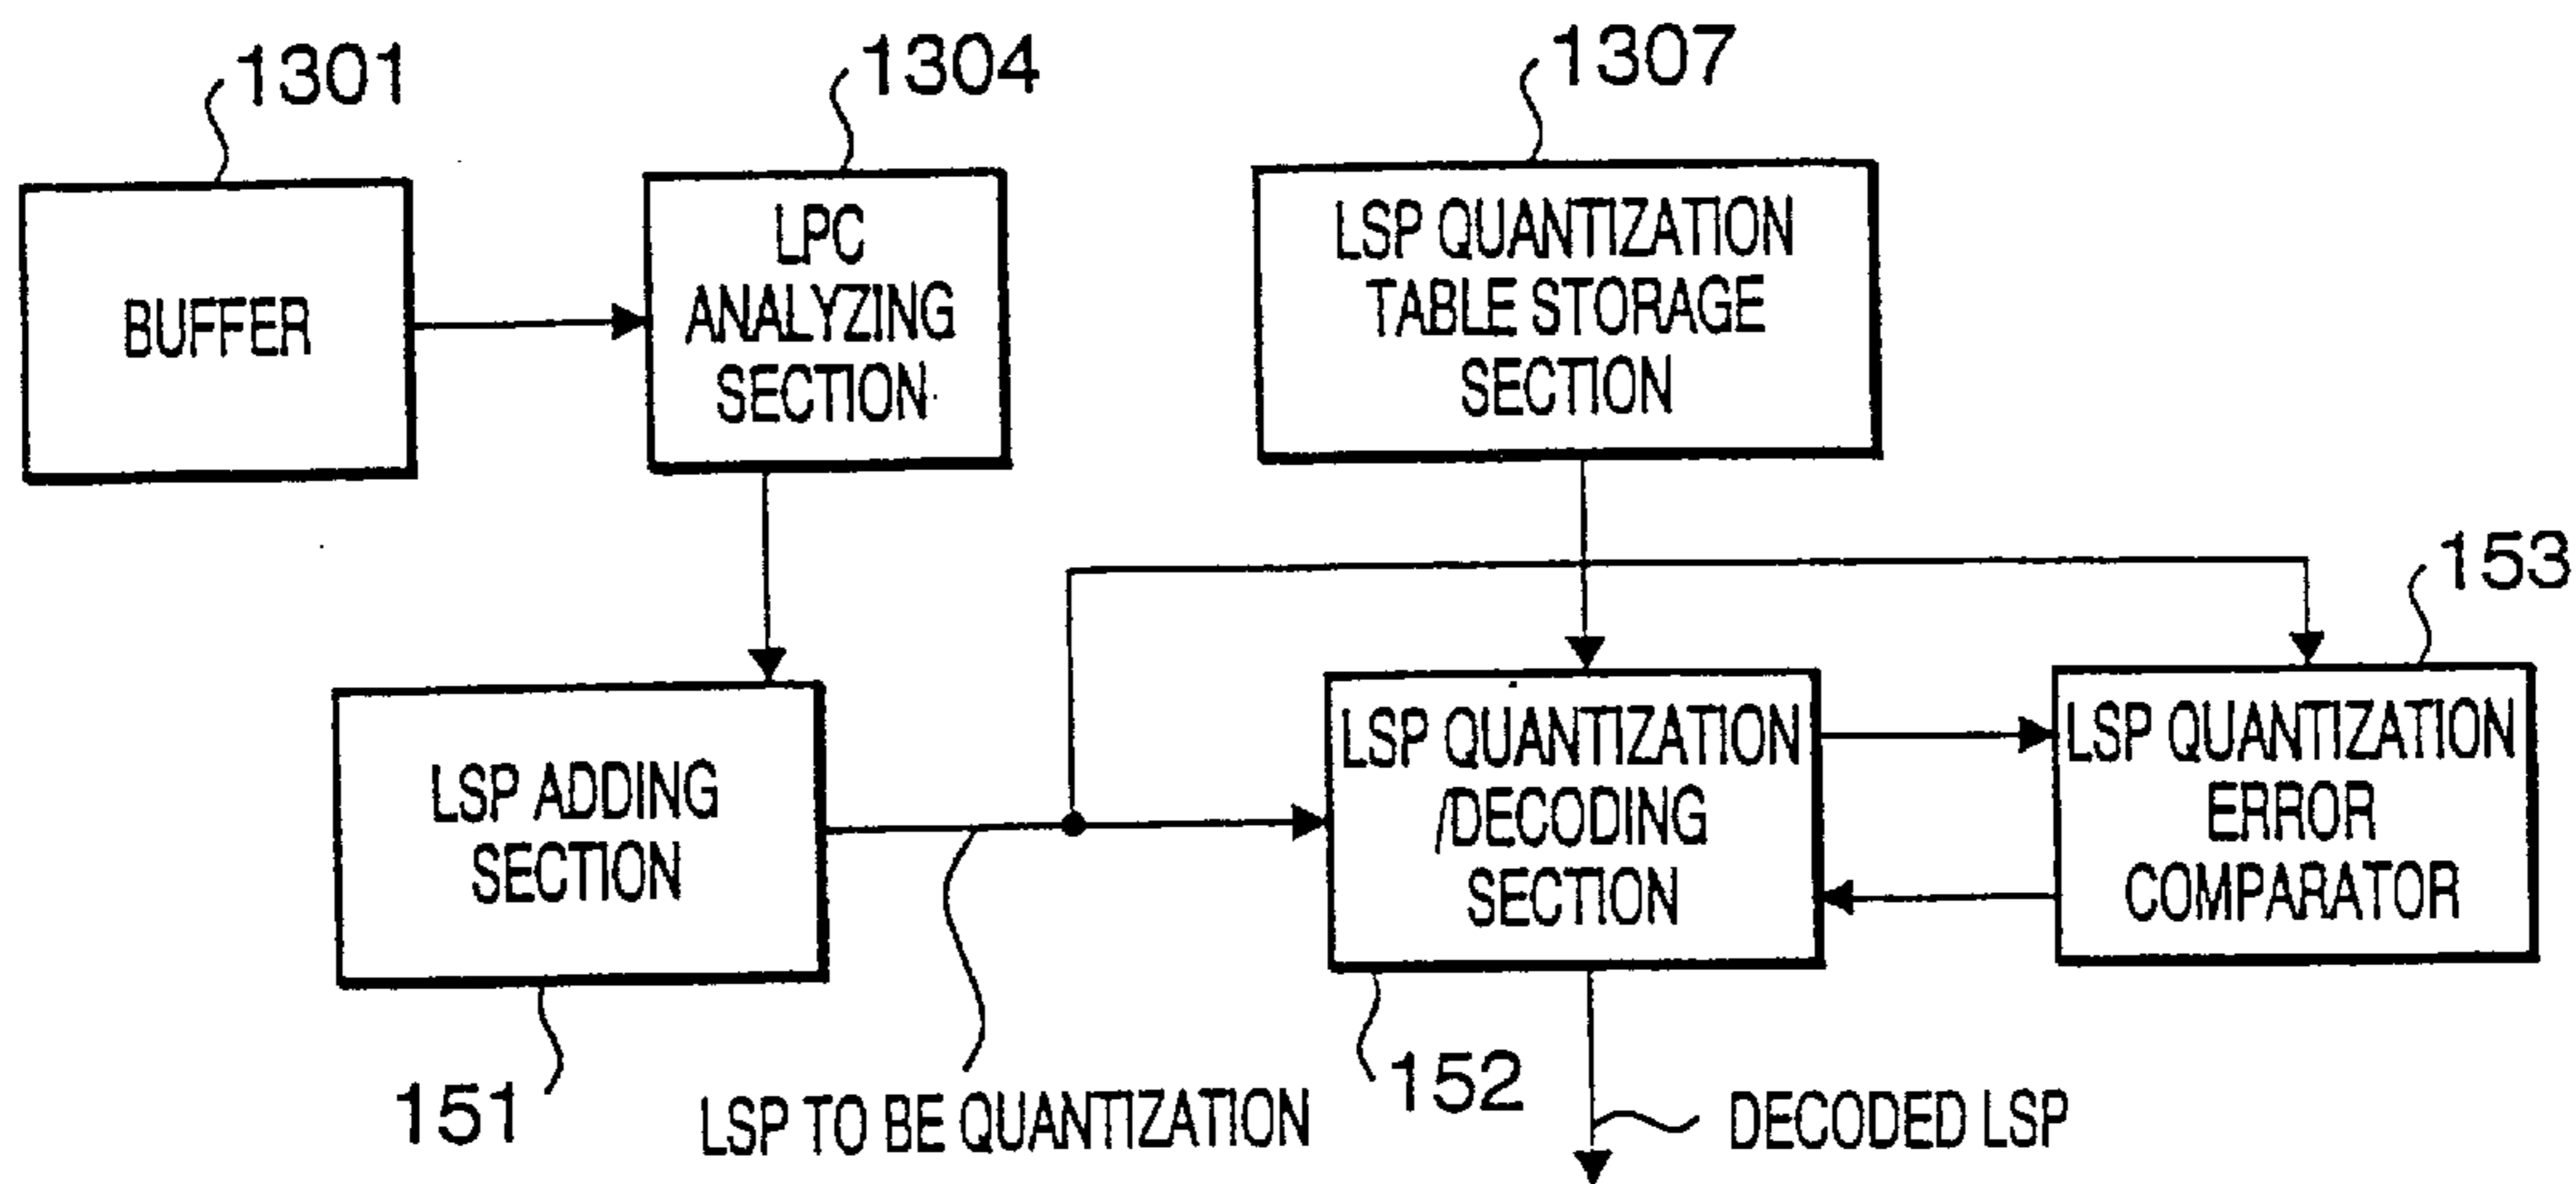 1301
1304
1307
BUFFER
LPC
ANALYZING
SECTION
LSP QUANTIZATION
TABLE STORAGE
SECTION
153
LSP ADDING
SECTION
LSP QUANTIZATION
/DECODING
SECTION
LSP QUANTIZATION
ERROR
COMPARATOR
151
LSP TO BE QUANTIZATION
152
DECODED LSP